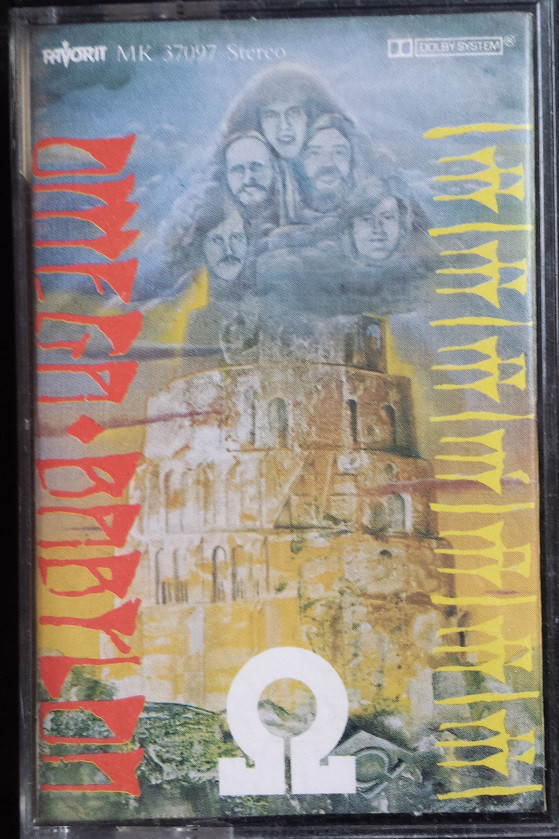 FAVORIT MK 37097 Stereo
DOLBY SYSTEM®
OMEGA · BABYLON
Ω